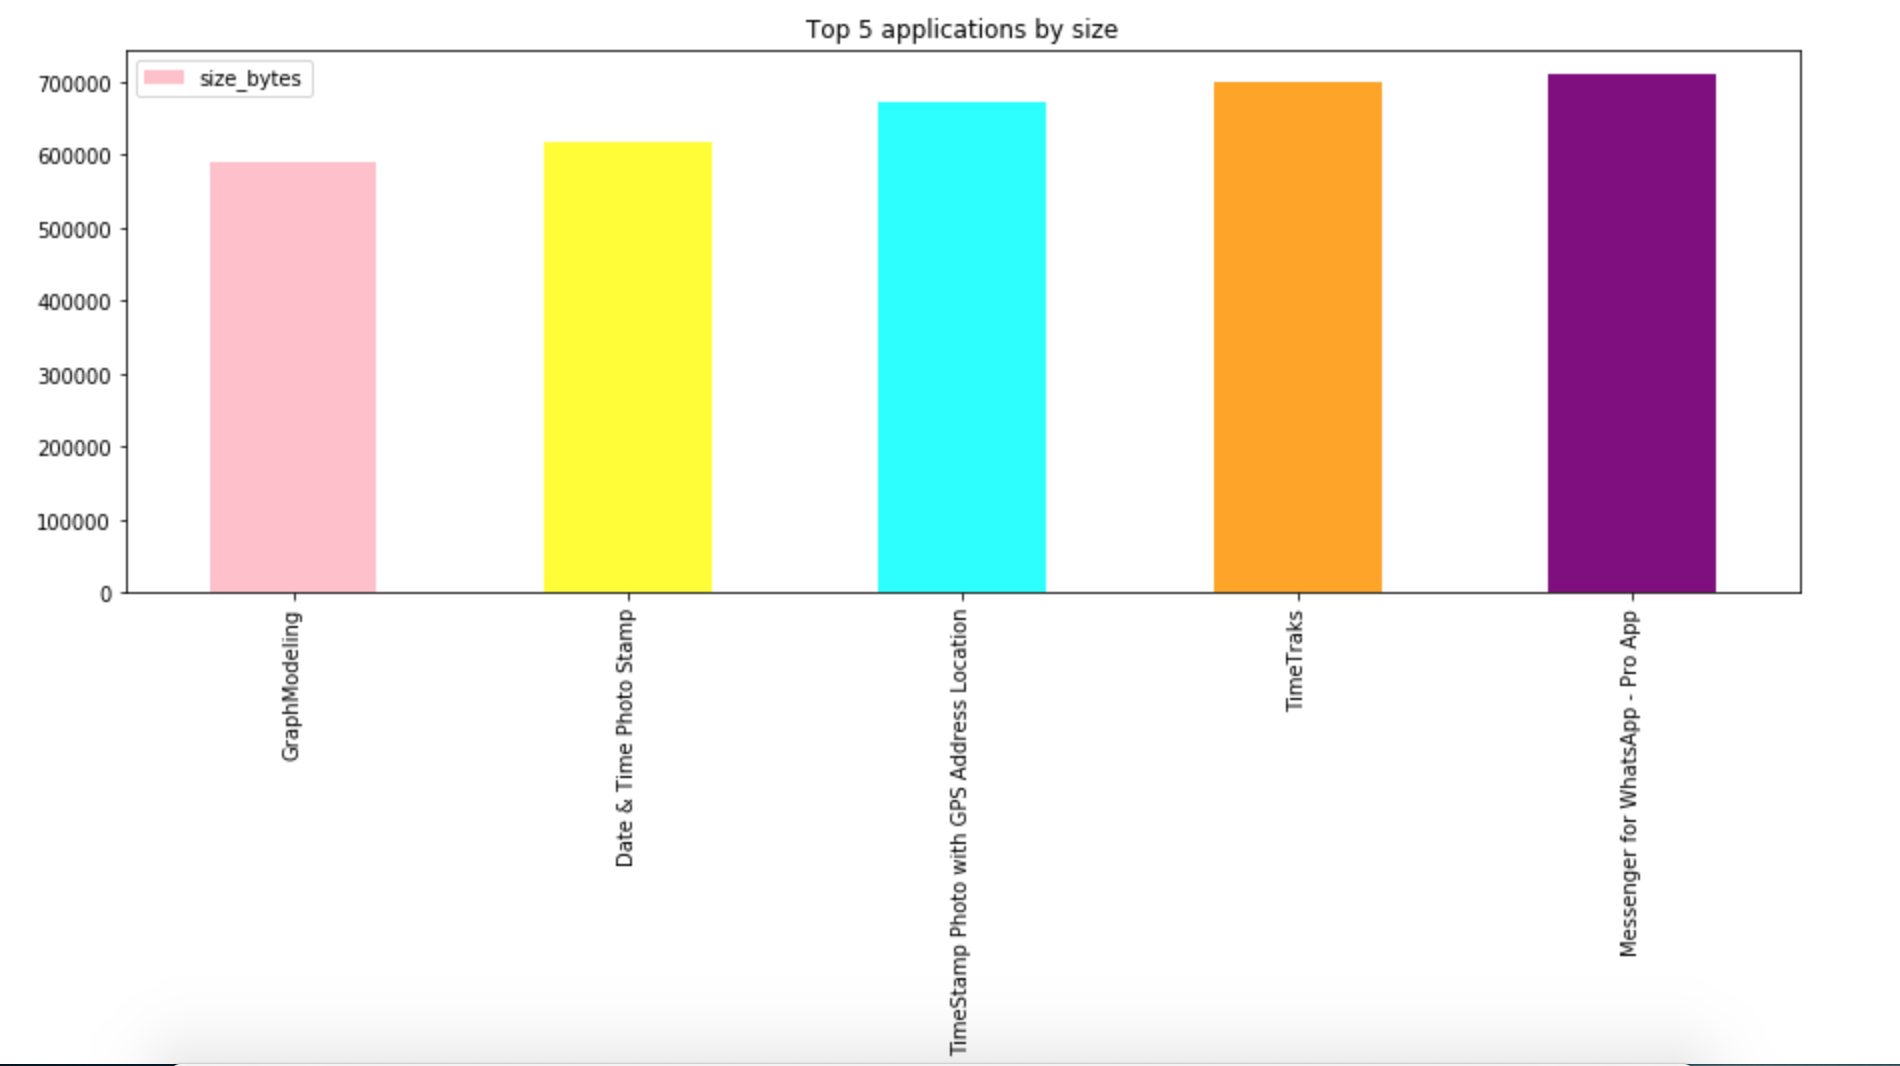 Top 5 applications by size
size_bytes
700000
600000
500000
400000
300000
200000
100000
0
GraphModeling
Date & Time Photo Stamp
TimeStamp Photo with GPS Address Location
TimeTraks
Messenger for WhatsApp - Pro App